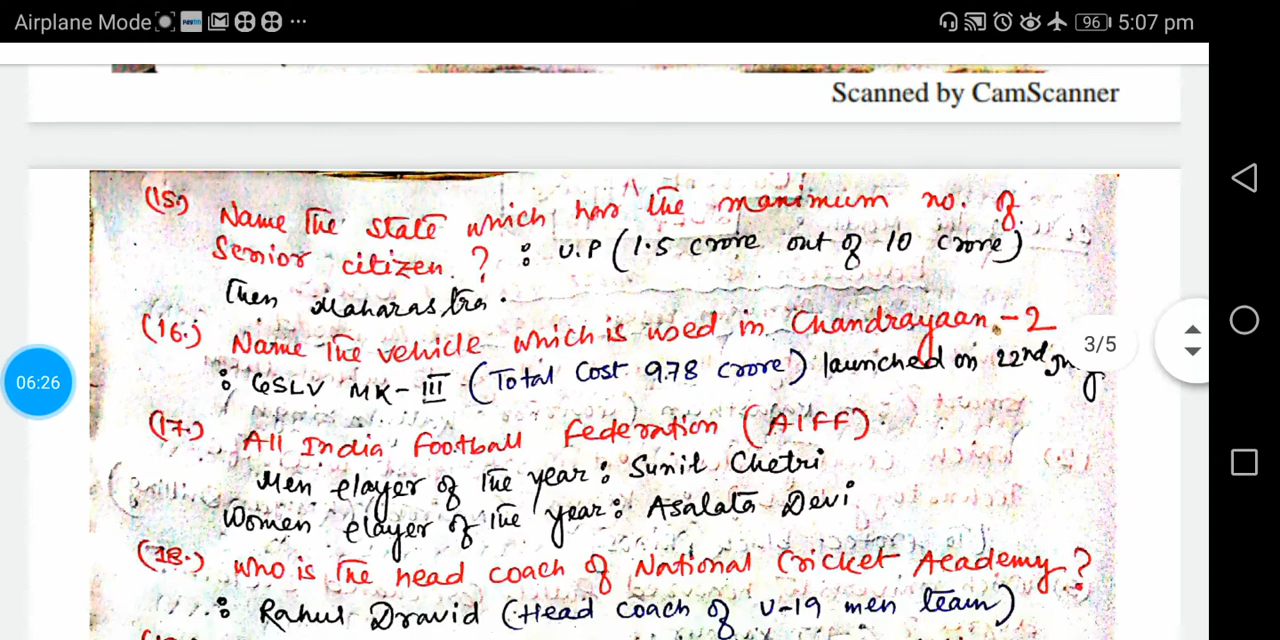 Airplane Mode ... 96 5:07 pm
Scanned by CamScanner
(15.) Name The state which has the manimum no. of
Senior citizen. ? : U.P (1.5 crore out of 10 crore)
Then Maharastra.
(16.) Name The vehicle which is used in Chandrayaan-2
3/5
06:26
: GSLV MK-III (Total Cost 978 crore) launched on 22nd
(17.) All India Football Federation (AIFF)
Men Player of The year : Sunil Chetri
Women Player of The year : Asalata Devi
(18.) Who is The head coach of National Cricket Academy?
: Rahul Dravid (Head coach of U-19 men team)